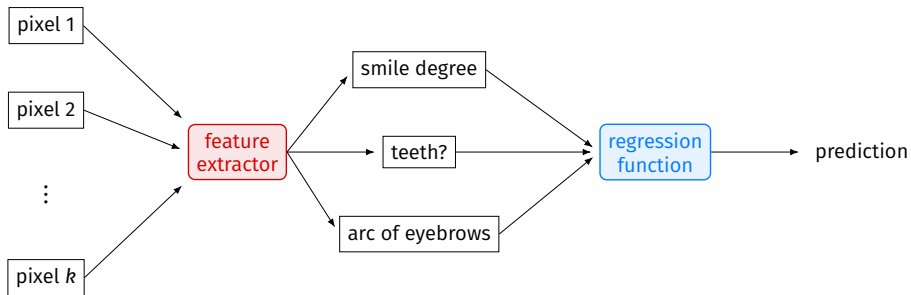 pixel 1
pixel 2
⋮
pixel k
feature
extractor
smile degree
teeth?
arc of eyebrows
regression
function
prediction